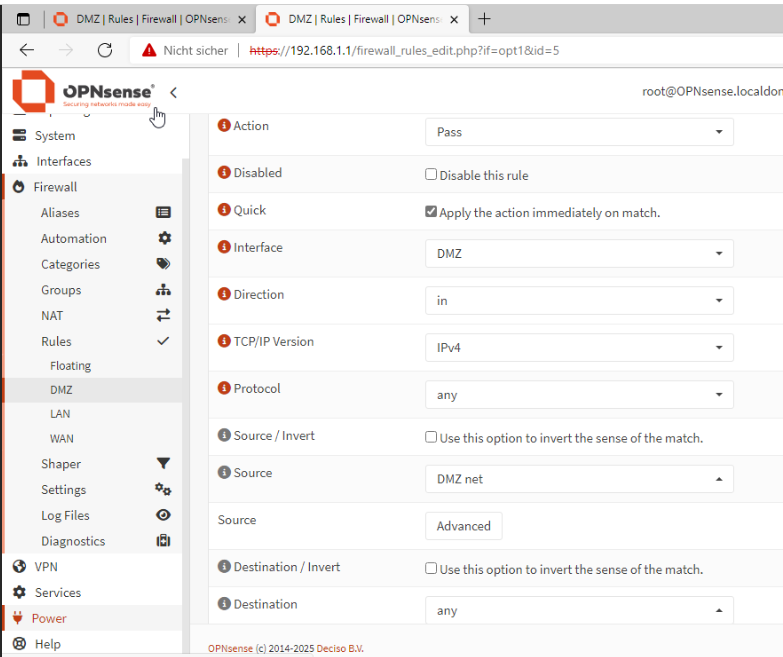 DMZ | Rules | Firewall | OPNsens
DMZ | Rules | Firewall | OPNsens
Nicht sicher | https://192.168.1.1/firewall_rules_edit.php?if=opt1&id=5
OPNsense
Securing networks made easy
root@OPNsense.localdon
System
Interfaces
Firewall
Aliases
Automation
Categories
Groups
NAT
Rules
Floating
DMZ
LAN
WAN
Shaper
Settings
Log Files
Diagnostics
VPN
Services
Power
Help
Action Pass
Disabled Disable this rule
Quick Apply the action immediately on match.
Interface DMZ
Direction in
TCP/IP Version IPv4
Protocol any
Source / Invert Use this option to invert the sense of the match.
Source DMZ net
Source Advanced
Destination / Invert Use this option to invert the sense of the match.
Destination any
OPNsense (c) 2014-2025 Deciso B.V.